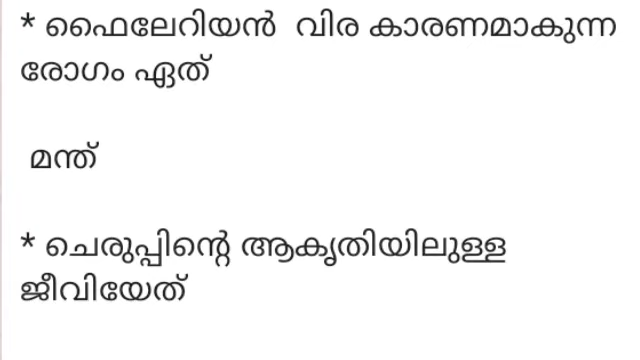 * ഫൈലേറിയൻ വിര കാരണമാകുന്ന
രോഗം ഏത്
മന്ത്
* ചെരുപ്പിന്റെ ആകൃതിയിലുള്ള
ജീവിയേത്